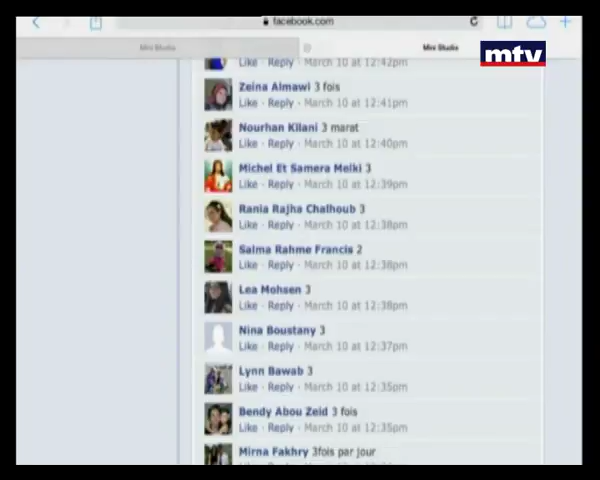 facebook.com
Mini Studio
Mini Studio
mtv
Like · Reply · March 10 at 12:42pm
Zeina Almawi 3 fois
Like · Reply · March 10 at 12:41pm
Nourhan Kilani 3 marat
Like · Reply · March 10 at 12:40pm
Michel Et Samera Melki 3
Like · Reply · March 10 at 12:39pm
Rania Rajha Chalhoub 3
Like · Reply · March 10 at 12:38pm
Salma Rahme Francis 2
Like · Reply · March 10 at 12:38pm
Lea Mohsen 3
Like · Reply · March 10 at 12:38pm
Nina Boustany 3
Like · Reply · March 10 at 12:37pm
Lynn Bawab 3
Like · Reply · March 10 at 12:35pm
Bendy Abou Zeid 3 fois
Like · Reply · March 10 at 12:35pm
Mirna Fakhry 3fois par jour